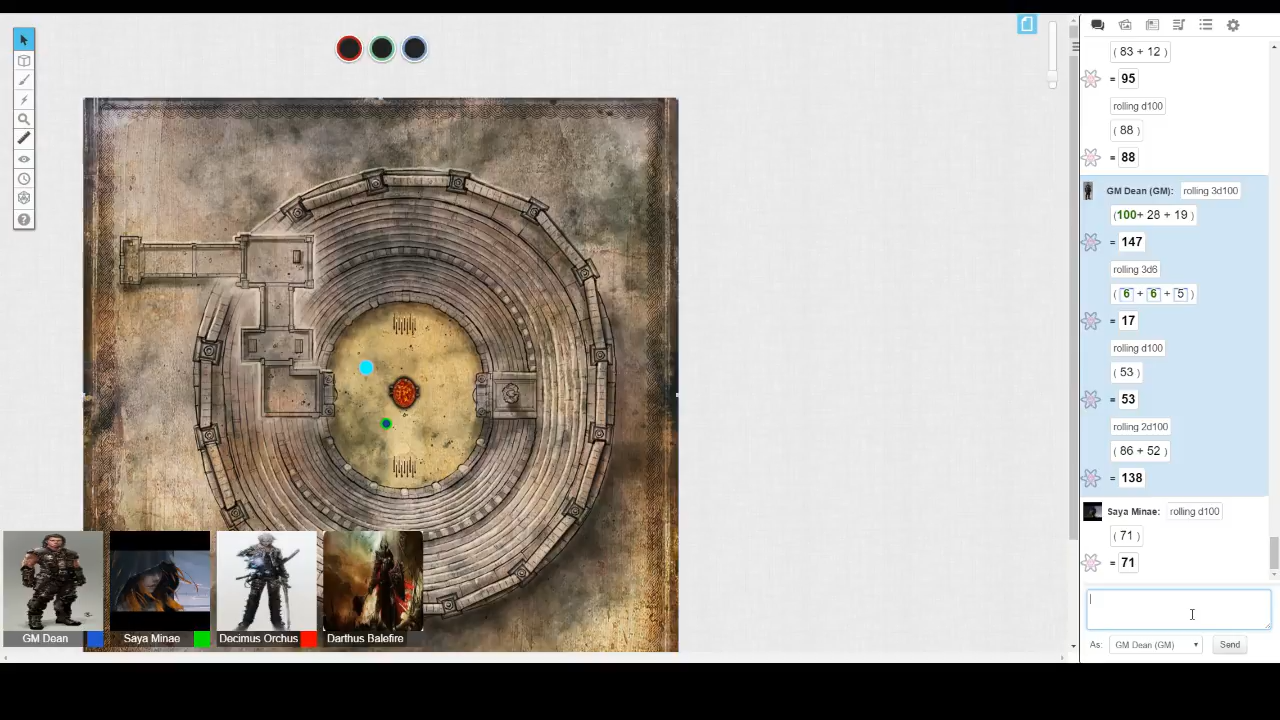 ( 83 + 12 )
= 95
rolling d100
( 88 )
= 88
GM Dean (GM): rolling 3d100
(100+ 28 + 19 )
= 147
rolling 3d6
( 6 + 6 + 5 )
= 17
rolling d100
( 53 )
= 53
rolling 2d100
( 86 + 52 )
= 138
Saya Minae: rolling d100
( 71 )
= 71
As: GM Dean (GM) Send
GM Dean Saya Minae Decimus Orchus Darthus Balefire